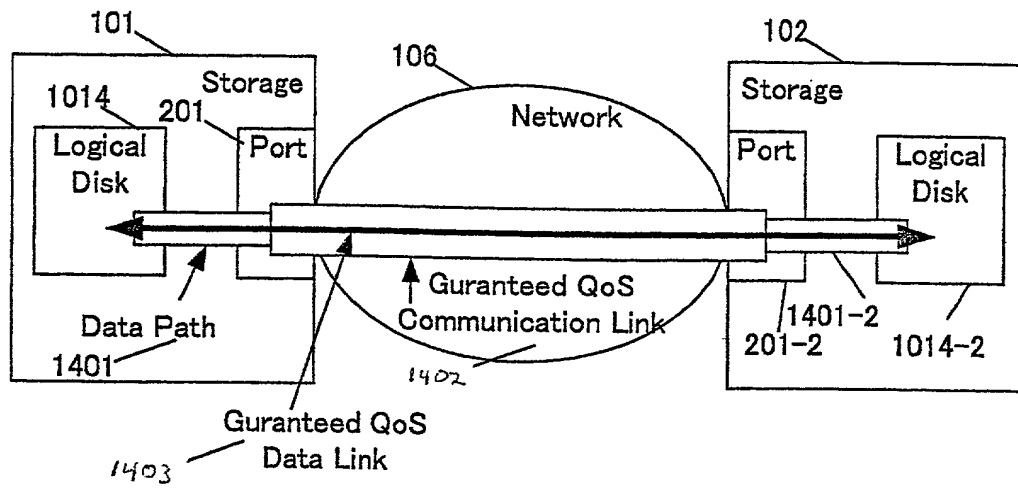 101
102
106
Storage
Storage
1014
201
Network
Logical
Disk
Port
Port
Logical
Disk
Guranteed QoS
Communication Link
Data Path
1401
1402
201-2
1401-2
1014-2
Guranteed QoS
Data Link
1403